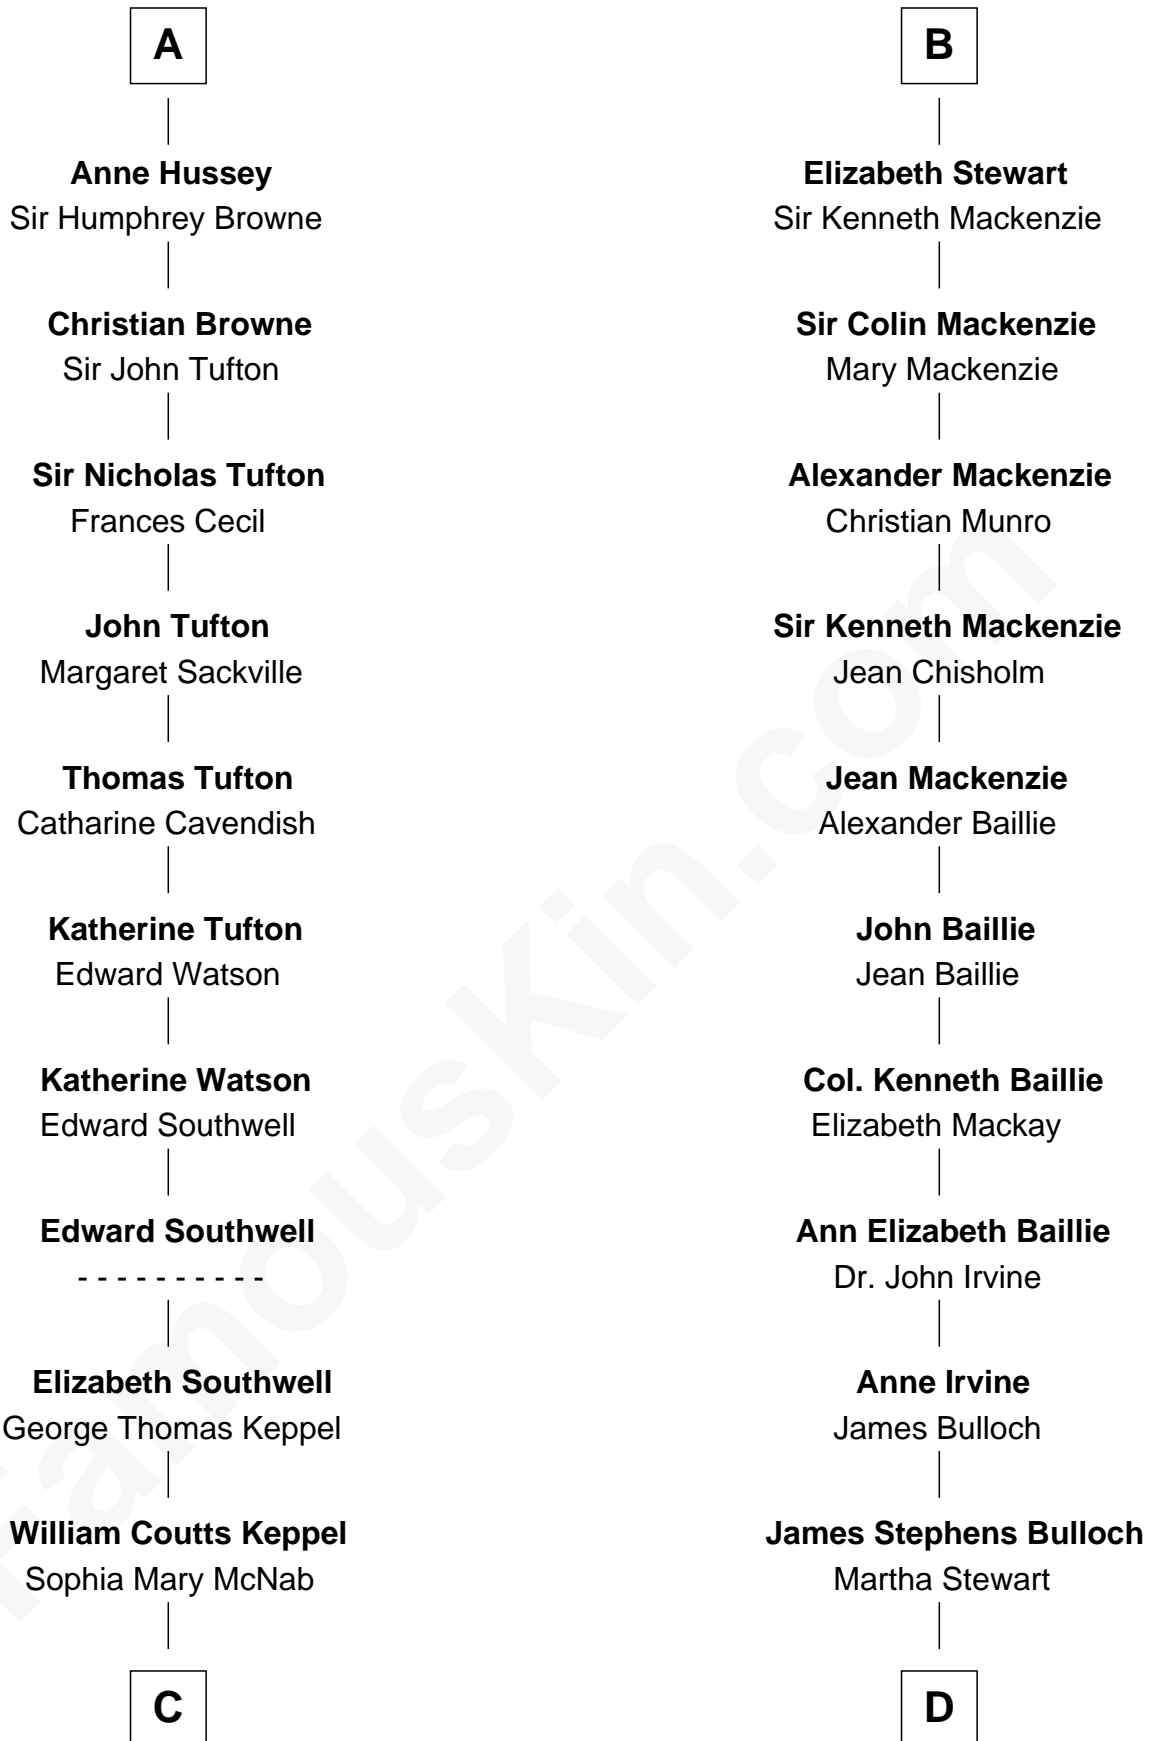 A
Anne Hussey
Sir Humphrey Browne
Christian Browne
Sir John Tufton
Sir Nicholas Tufton
Frances Cecil
John Tufton
Margaret Sackville
Thomas Tufton
Catharine Cavendish
Katherine Tufton
Edward Watson
Katherine Watson
Edward Southwell
Edward Southwell
- - - - - - - - - -
Elizabeth Southwell
George Thomas Keppel
William Coutts Keppel
Sophia Mary McNab
C
B
Elizabeth Stewart
Sir Kenneth Mackenzie
Sir Colin Mackenzie
Mary Mackenzie
Alexander Mackenzie
Christian Munro
Sir Kenneth Mackenzie
Jean Chisholm
Jean Mackenzie
Alexander Baillie
John Baillie
Jean Baillie
Col. Kenneth Baillie
Elizabeth Mackay
Ann Elizabeth Baillie
Dr. John Irvine
Anne Irvine
James Bulloch
James Stephens Bulloch
Martha Stewart
D
FamousKin.com